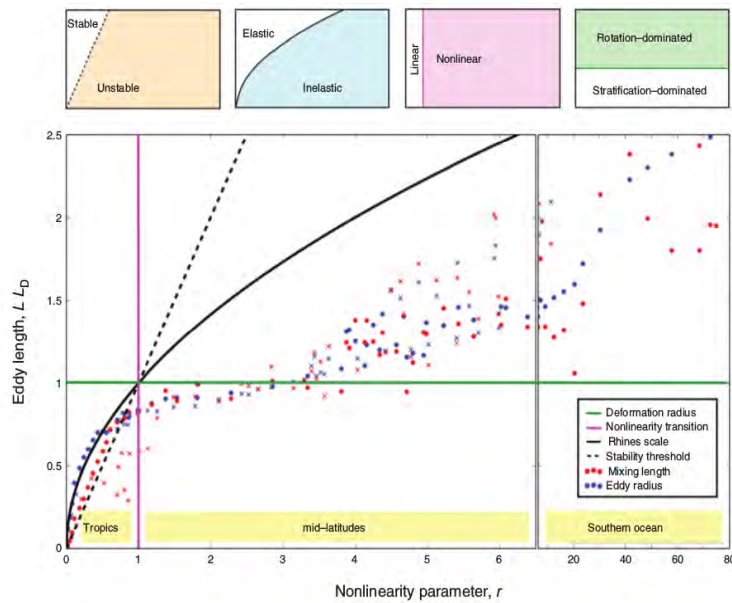 Stable
Unstable
Elastic
Inelastic
Linear
Nonlinear
Rotation–dominated
Stratification–dominated
Eddy length, L L_D
2.5
2
1.5
1
0.5
0
Deformation radius
Nonlinearity transition
Rhines scale
Stability threshold
Mixing length
Eddy radius
Tropics
mid–latitudes
Southern ocean
0 1 2 3 4 5 6 20 40 60 80
Nonlinearity parameter, r